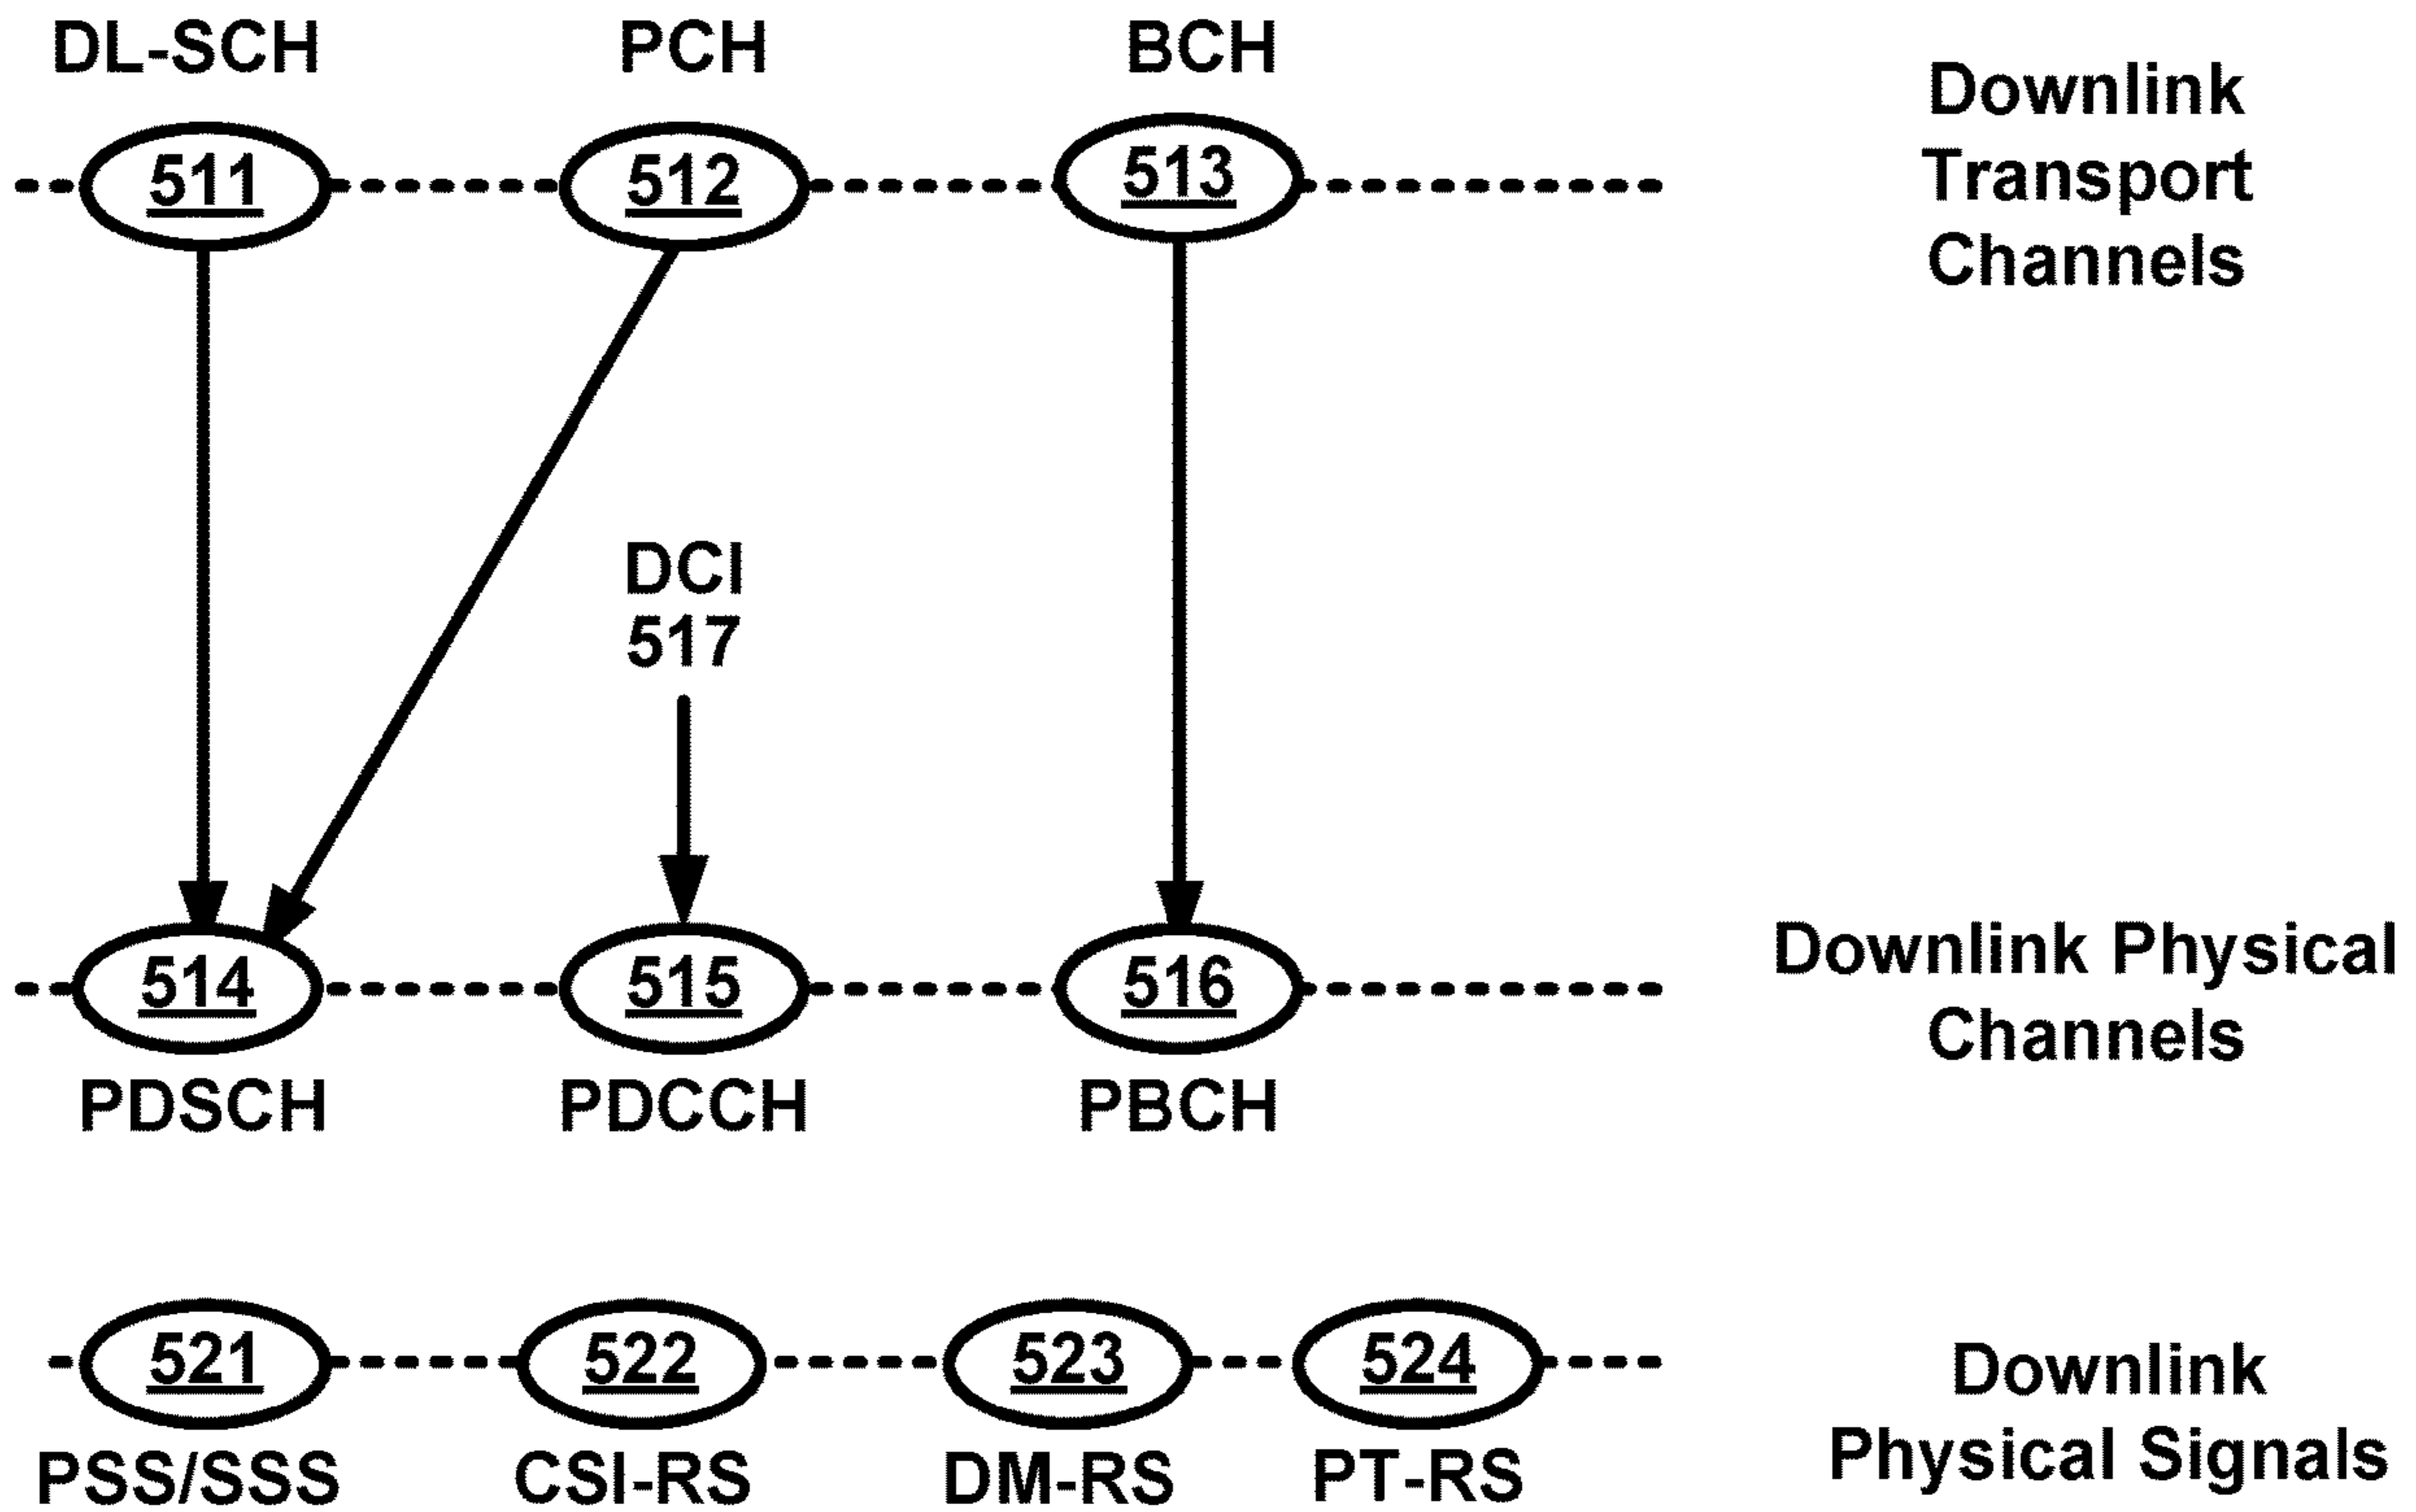 DL-SCH
PCH
BCH
Downlink
Transport
Channels
511
512
513
DCI
517
514
515
516
Downlink Physical
Channels
PDSCH
PDCCH
PBCH
521
522
523
524
Downlink
Physical Signals
PSS/SSS
CSI-RS
DM-RS
PT-RS